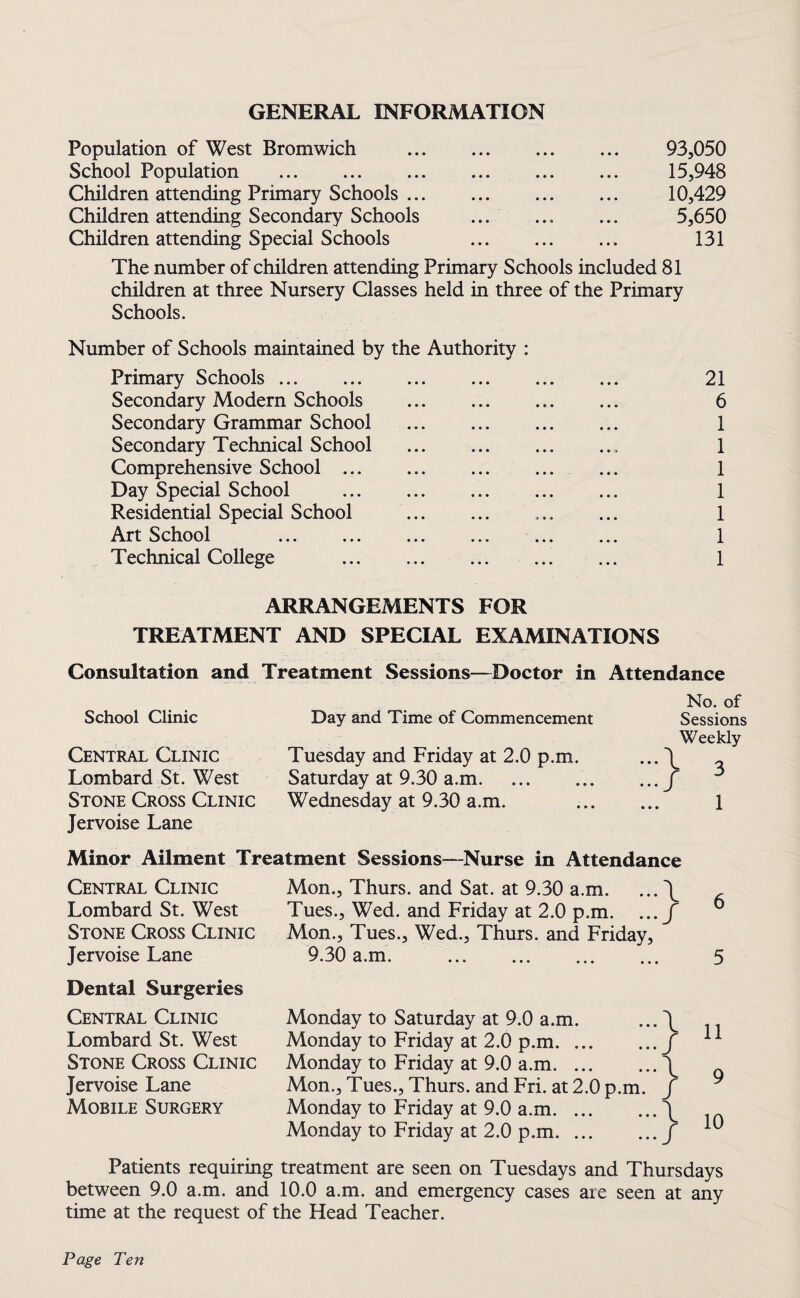 GENERAL INFORMATION
Population of West Bromwich ... ... ... ... 93,050
School Population ... ... ... ... ... ... 15,948
Children attending Primary Schools ... ... ... ... 10,429
Children attending Secondary Schools ... ... ... 5,650
Children attending Special Schools ... ... ... 131
The number of children attending Primary Schools included 81
children at three Nursery Classes held in three of the Primary
Schools.
Number of Schools maintained by the Authority :
Primary Schools ... ... ... ... ... ... 21
Secondary Modern Schools ... ... ... ... 6
Secondary Grammar School ... ... ... ... 1
Secondary Technical School ... ... ... ... 1
Comprehensive School ... ... ... ... ... 1
Day Special School ... ... ... ... ... 1
Residential Special School ... ... ... ... 1
Art School ... ... ... ... ... ... 1
Technical College ... ... ... ... ... 1
ARRANGEMENTS FOR
TREATMENT AND SPECIAL EXAMINATIONS
Consultation and Treatment Sessions—Doctor in Attendance
School Clinic Day and Time of Commencement No. of Sessions Weekly
CENTRAL CLINIC Tuesday and Friday at 2.0 p.m. ... }
Lombard St. West Saturday at 9.30 a.m. ... ... ... } 3
STONE CROSS CLINIC Wednesday at 9.30 a.m. ... ... 1
Jervoise Lane
Minor Ailment Treatment Sessions—Nurse in Attendance
CENTRAL CLINIC Mon., Thurs. and Sat. at 9.30 a.m. ... }
Lombard St. West Tues., Wed. and Friday at 2.0 p.m. ... } 6
STONE CROSS CLINIC Mon., Tues., Wed., Thurs. and Friday,
Jervoise Lane 9.30 a.m. ... ... ... ... 5
Dental Surgeries
CENTRAL CLINIC Monday to Saturday at 9.0 a.m. ... }
Lombard St. West Monday to Friday at 2.0 p.m. ... ... } 11
STONE CROSS CLINIC Monday to Friday at 9.0 a.m. ... ... }
Jervoise Lane Mon., Tues., Thurs. and Fri. at 2.0 p.m. } 9
MOBILE SURGERY Monday to Friday at 9.0 a.m. ... ... }
Monday to Friday at 2.0 p.m. ... ... } 10
Patients requiring treatment are seen on Tuesdays and Thursdays
between 9.0 a.m. and 10.0 a.m. and emergency cases are seen at any
time at the request of the Head Teacher.
Page Ten